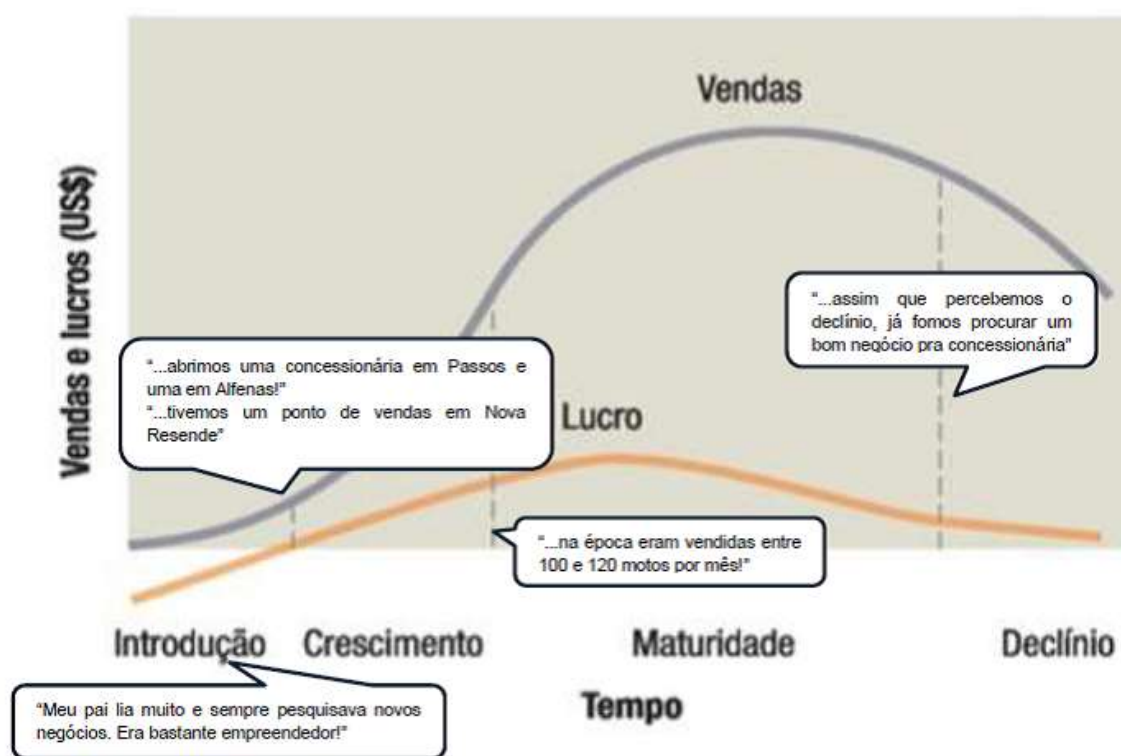 Vendas
Vendas e lucros (US$)
"...assim que percebemos o
declínio, já fomos procurar um
bom negócio pra concessionária"
"...abrimos uma concessionária em Passos e
uma em Alfenas!"
"...tivemos um ponto de vendas em Nova
Resende"
Lucro
"...na época eram vendidas entre
100 e 120 motos por mês!"
Introdução Crescimento Maturidade Declínio
Tempo
"Meu pai lia muito e sempre pesquisava novos
negócios. Era bastante empreendedor!"